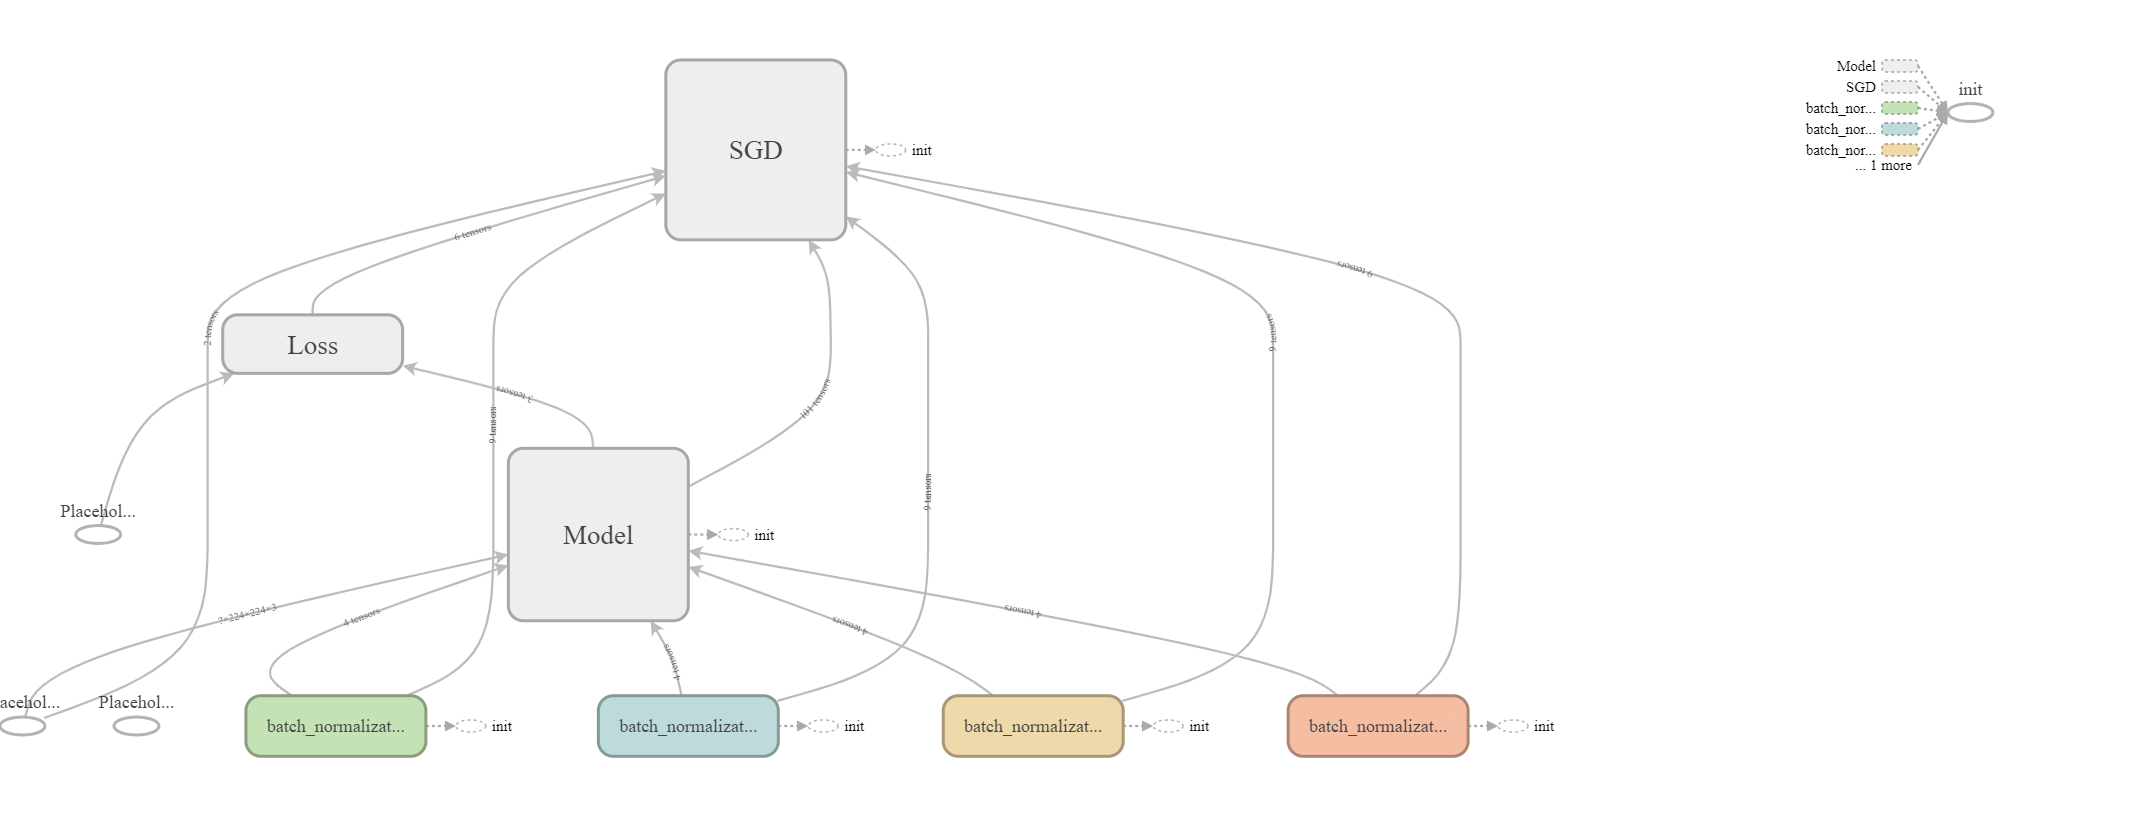 Model
SGD
batch_nor...
batch_nor...
batch_nor...
... 1 more
init
SGD
init
6 tensors
9 tensors
2 tensors
6 tensors
Loss
3 tensors
101 tensors
9 tensors
9 tensors
Placehol...
Model
init
?×224×224×3
4 tensors
4 tensors
4 tensors
4 tensors
acehol...
Placehol...
batch_normalizat...
init
batch_normalizat...
init
batch_normalizat...
init
batch_normalizat...
init